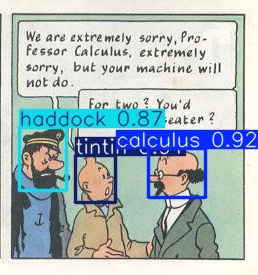 We are extremely sorry, Pro-
fessor Calculus, extremely
sorry, but your machine will
not do.
For two? You'd
eater?
haddock 0.87
tintin
calculus 0.92